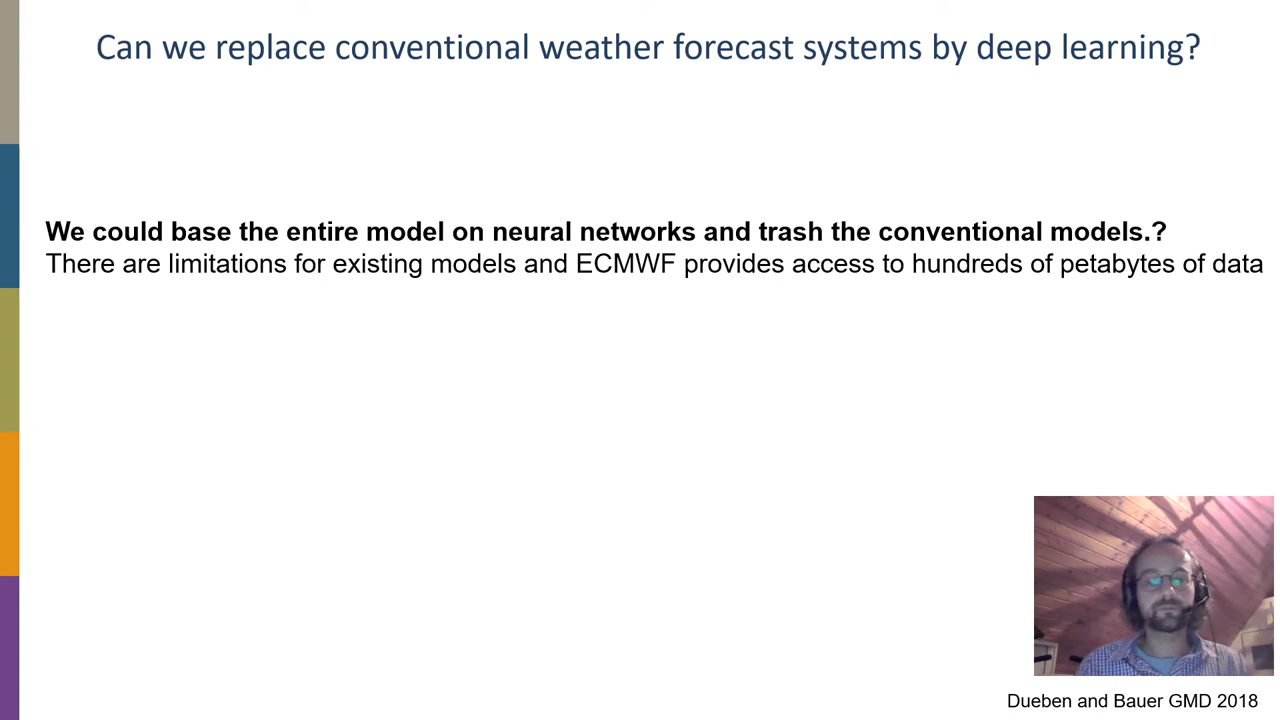 Can we replace conventional weather forecast systems by deep learning?
We could base the entire model on neural networks and trash the conventional models.?
There are limitations for existing models and ECMWF provides access to hundreds of petabytes of data
Dueben and Bauer GMD 2018